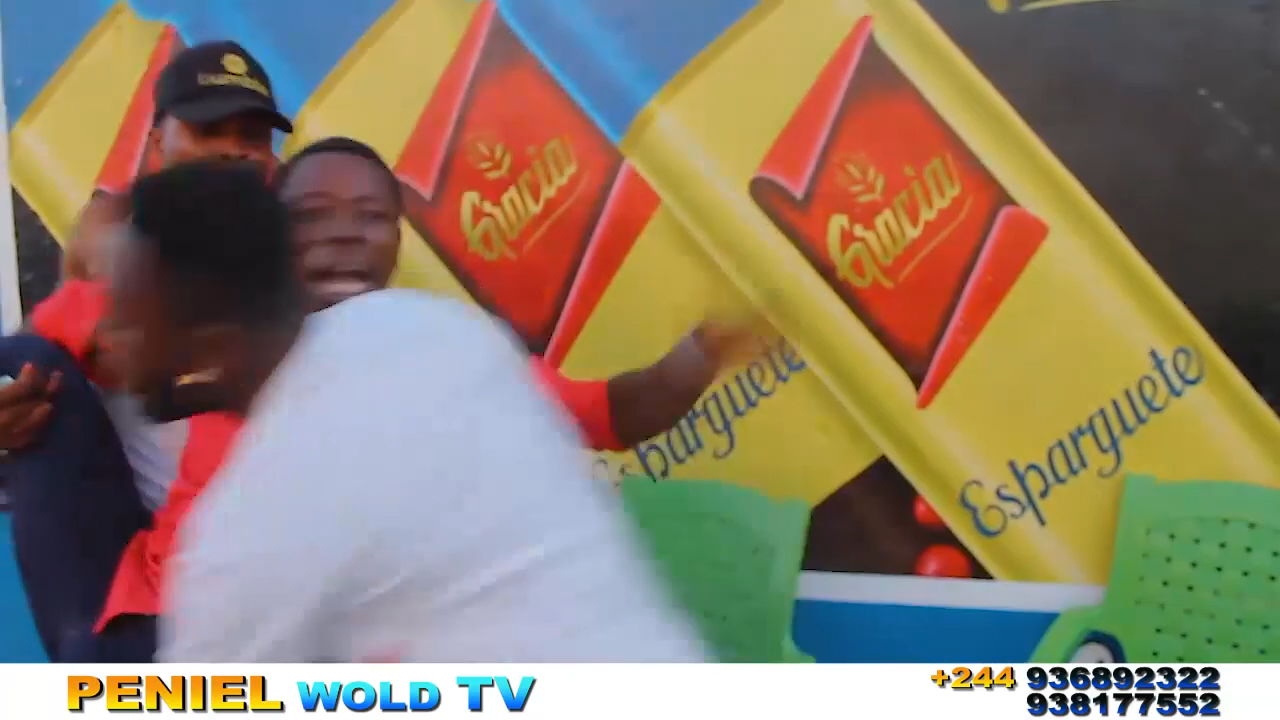 Gracia
Gracia
Esparguete
Esparguete
PENIEL WOLD TV
+244 936892322
938177552